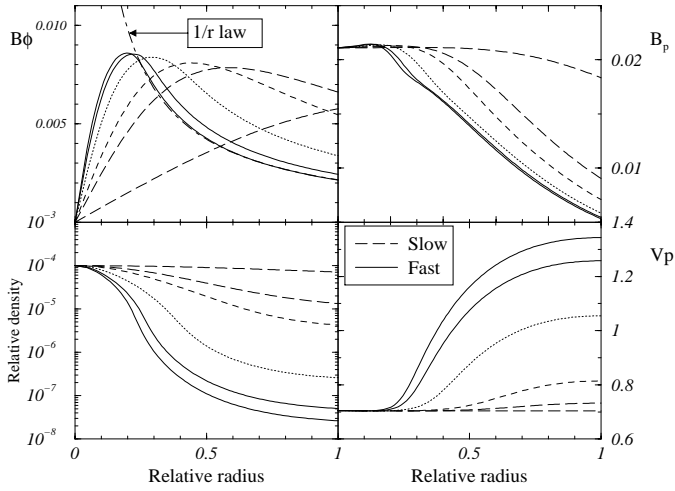 Bϕ
0.010
0.005
1/r law
B_p
0.02
0.01
10^-3
10^-4
10^-5
10^-6
10^-7
10^-8
Relative density
1.4
1.2
1
0.8
0.6
Slow
Fast
Vp
0
0.5
1
0.5
1
Relative radius
Relative radius